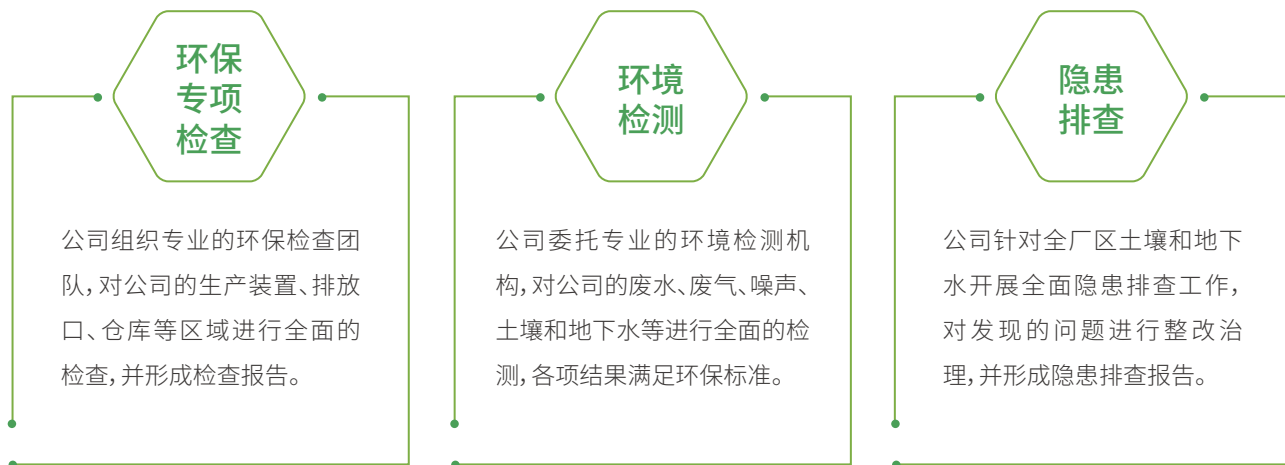 环保
专项
检查
公司组织专业的环保检查团
队，对公司的生产装置、排放
口、仓库等区域进行全面的
检查，并形成检查报告。
环境
检测
公司委托专业的环境检测机
构，对公司的废水、废气、噪声、
土壤和地下水等进行全面的检
测，各项结果满足环保标准。
隐患
排查
公司针对全厂区土壤和地下
水开展全面隐患排查工作，
对发现的问题进行整改治
理，并形成隐患排查报告。